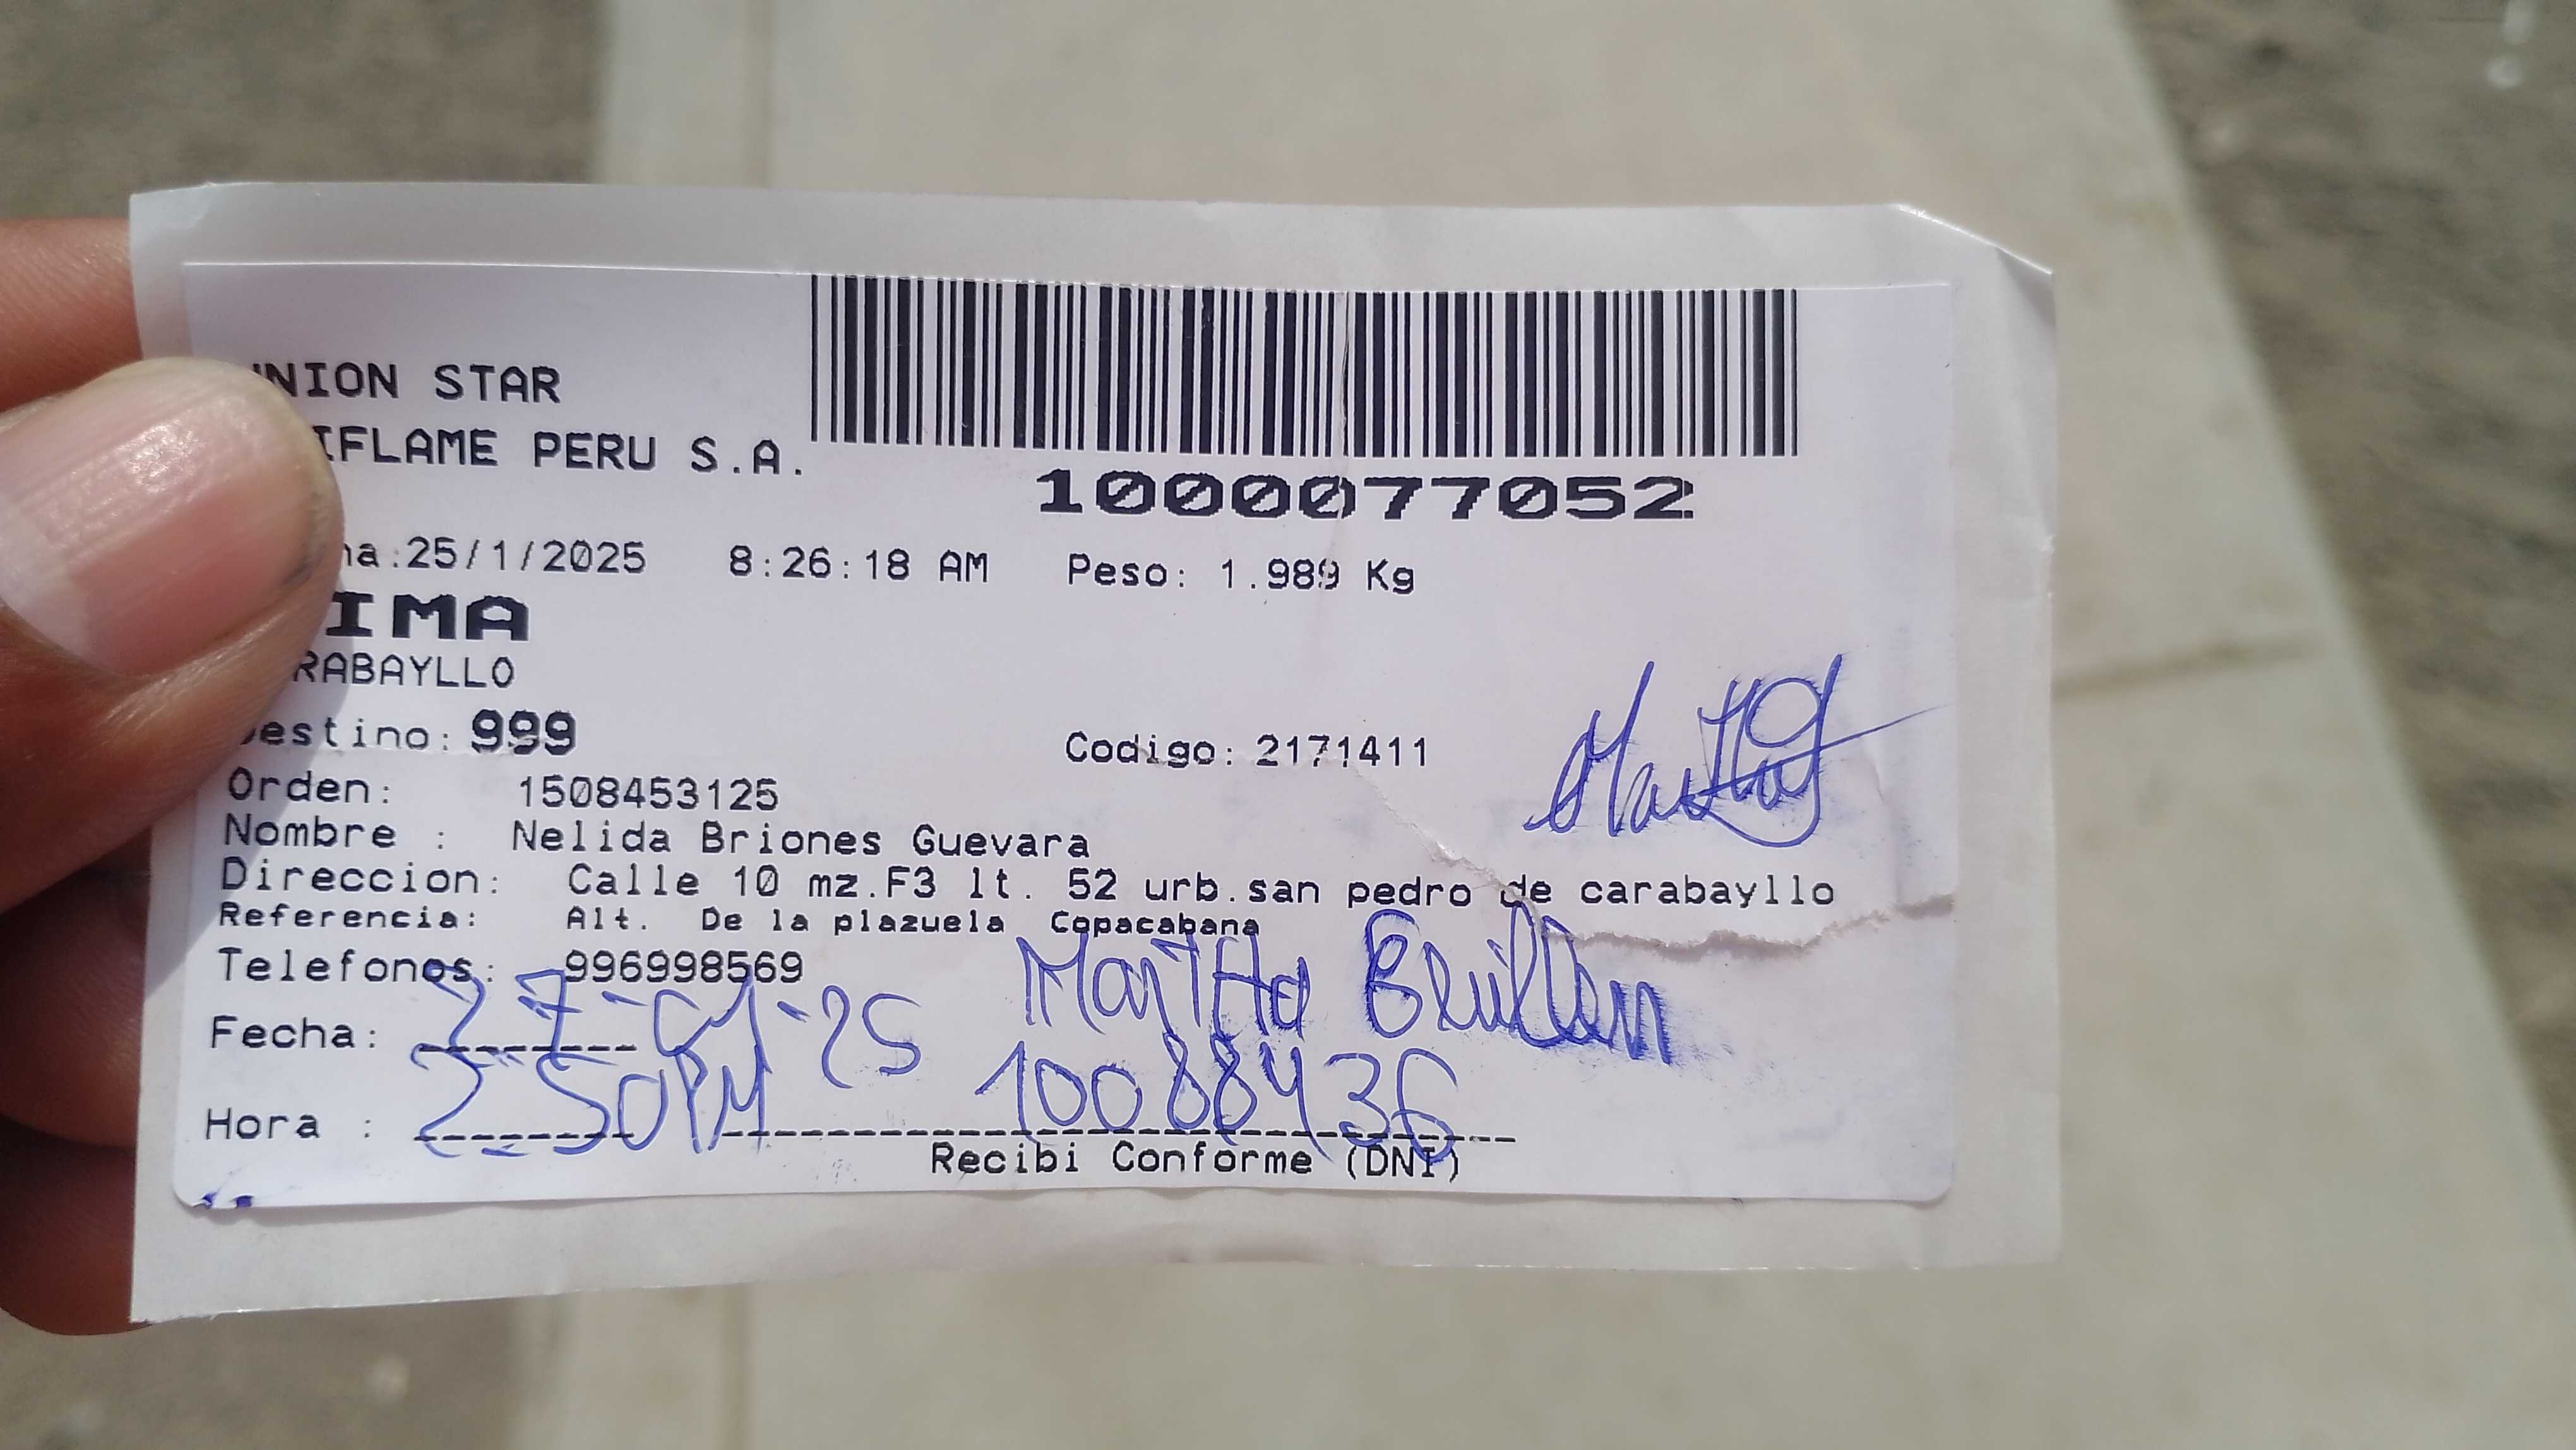 UNION STAR
IFLAME PERU S.A.
1000077052
ha:25/1/2025 8:26:18 AM Peso: 1.989 Kg
IMA
RABAYLLO
Destino: 999 Codigo: 2171411
Orden: 1508453125
Nombre : Nelida Briones Guevara
Direccion: Calle 10 mz.F3 lt. 52 urb.san pedro de carabayllo
Referencia: Alt. De la plazuela Copacabana
Telefonos: 996998569
Fecha: 27-01-25 Martha
Hora : 2 50PM 10088436
Recibi Conforme (DNI)